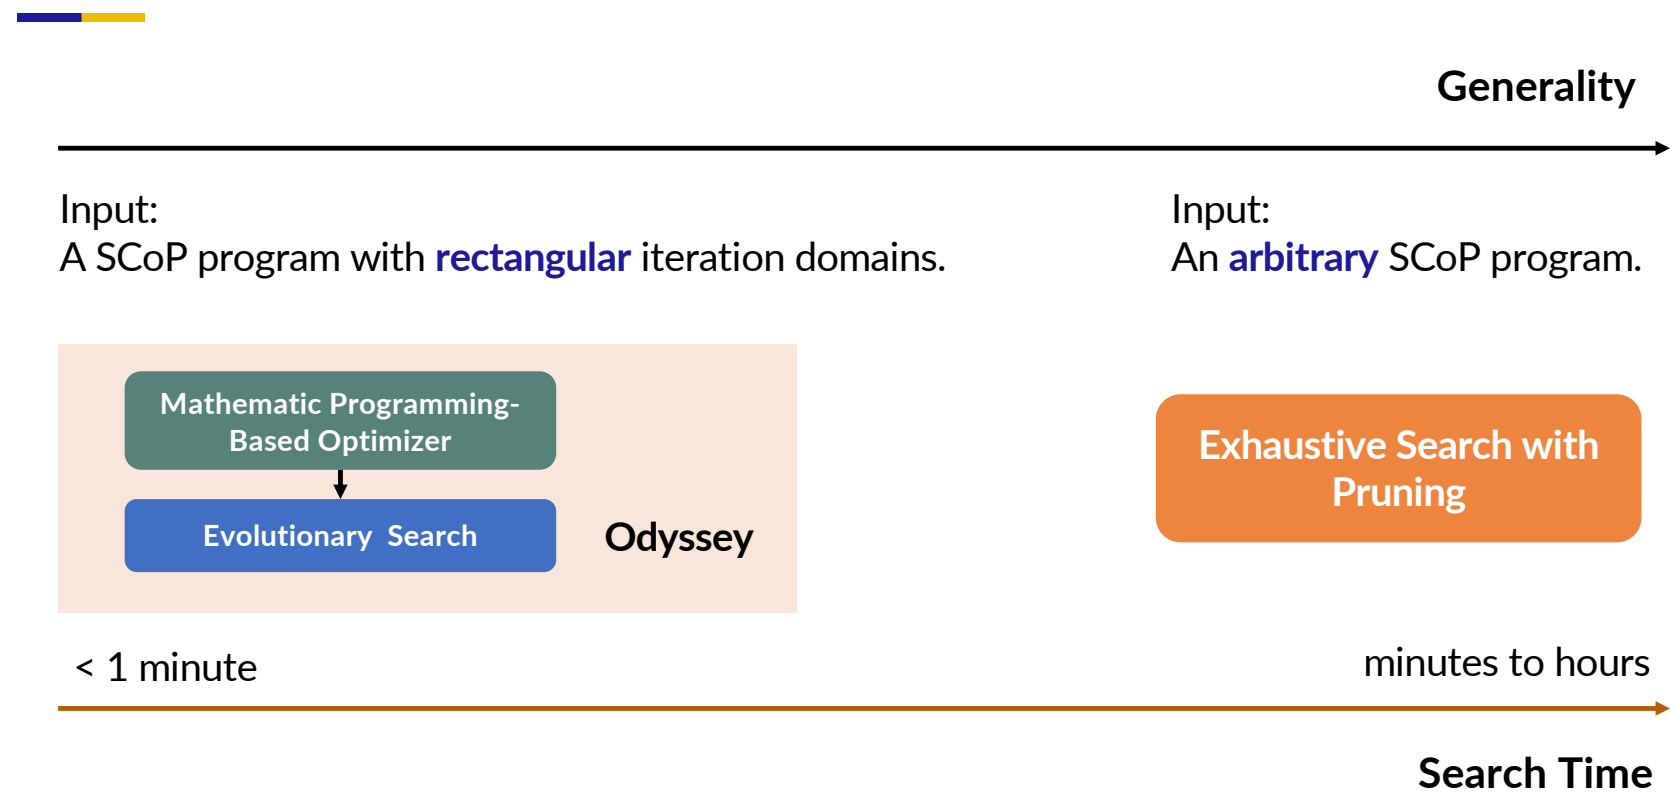 Generality
Input:
A SCoP program with rectangular iteration domains.
Input:
An arbitrary SCoP program.
Mathematic Programming-
Based Optimizer
Evolutionary Search
Odyssey
Exhaustive Search with
Pruning
< 1 minute
minutes to hours
Search Time